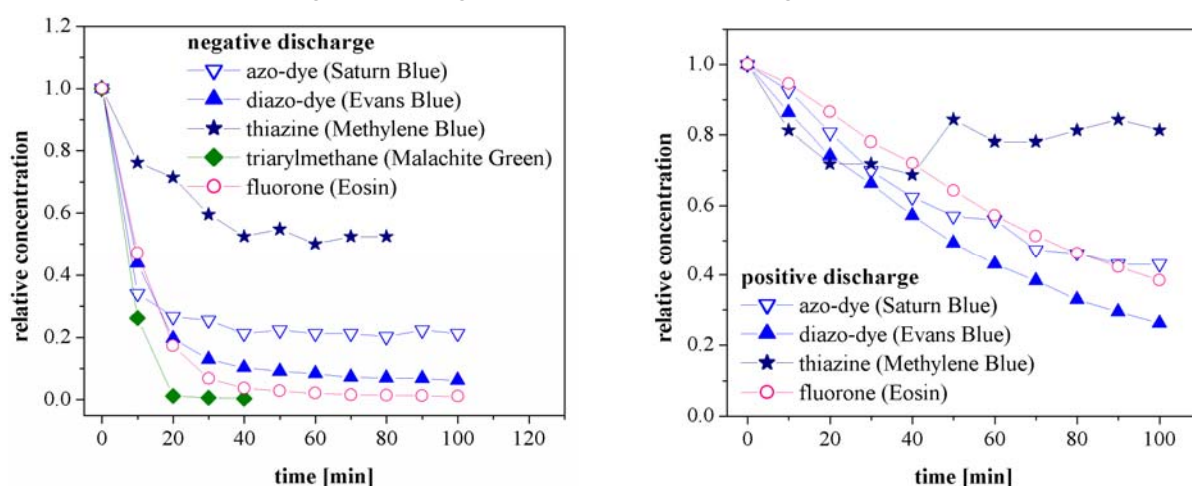 negative discharge
azo-dye (Saturn Blue)
diazo-dye (Evans Blue)
thiazine (Methylene Blue)
triarylmethane (Malachite Green)
fluorone (Eosin)
relative concentration
1.2
1.0
0.8
0.6
0.4
0.2
0.0
0 20 40 60 80 100 120
time [min]
positive discharge
azo-dye (Saturn Blue)
diazo-dye (Evans Blue)
thiazine (Methylene Blue)
fluorone (Eosin)
relative concentration
1.0
0.8
0.6
0.4
0.2
0.0
0 20 40 60 80 100
time [min]